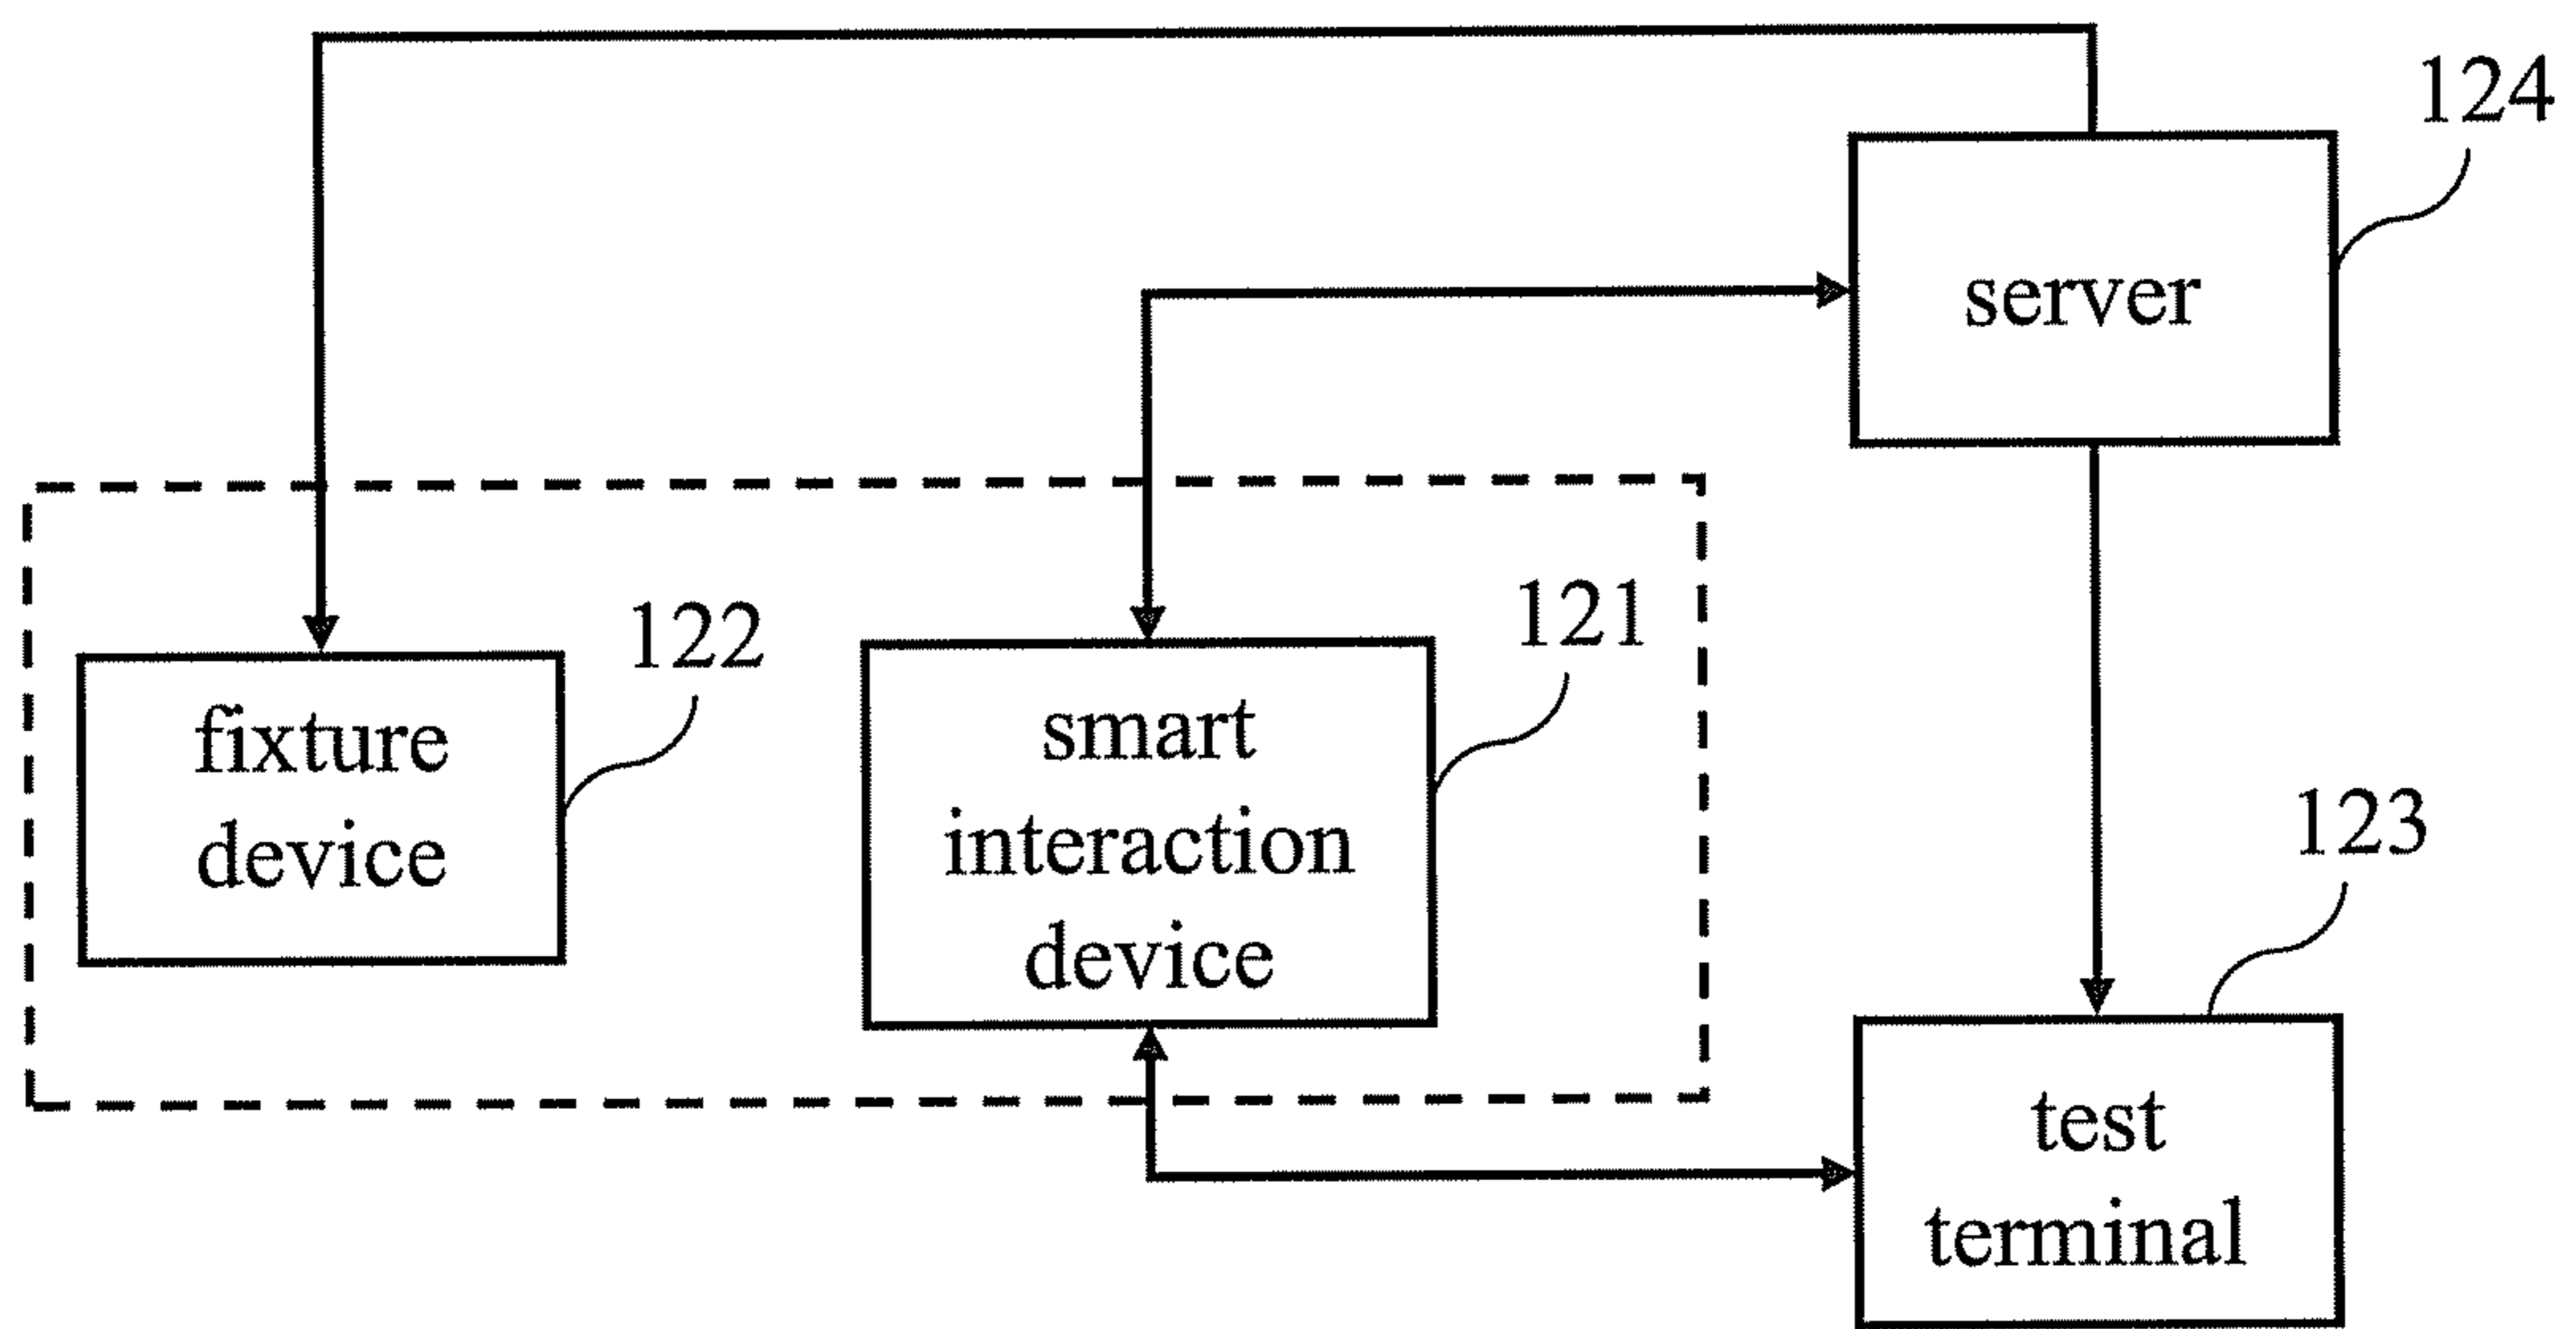 124
server
122
121
fixture
device
smart
interaction
device
123
test
terminal